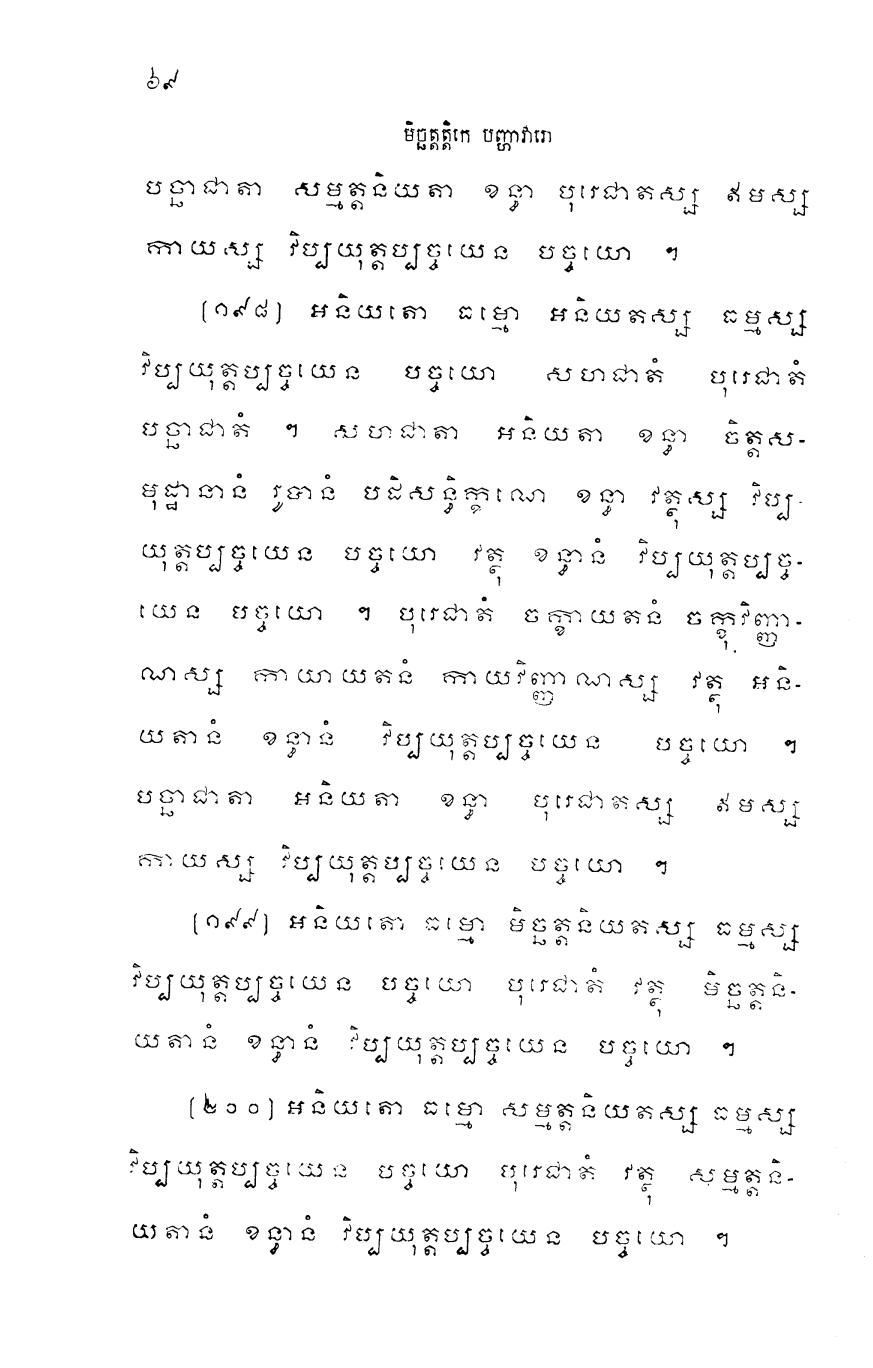 ៦៩
មិច្ឆត្តត្តិកេ បញ្ហាវារោ
បច្ឆាជាតា សម្មត្តនិយតា ខន្ធា បុរេជាតស្ស ឥមស្ស
កាយស្ស វិប្បយុត្តប្បច្ចយេន បច្ចយោ ។
(១៩៨) អនិយតោ ធម្មោ អនិយតស្ស ធម្មស្ស
វិប្បយុត្តប្បច្ចយេន បច្ចយោ សហជាតំ បុរេជាតំ
បច្ឆាជាតំ ។ សហជាតា អនិយតា ខន្ធា ចិត្តស-
មុដ្ឋានានំ រូបានំ បដិសន្ធិក្ខណេ ខន្ធា វត្ថុស្ស វិប្ប-
យុត្តប្បច្ចយេន បច្ចយោ វត្ថុ ខន្ធានំ វិប្បយុត្តប្បច្ច-
យេន បច្ចយោ ។ បុរេជាតំ ចក្ខាយតនំ ចក្ខុវិញ្ញា-
ណស្ស កាយាយតនំ កាយវិញ្ញាណស្ស វត្ថុ អនិ-
យតានំ ខន្ធានំ វិប្បយុត្តប្បច្ចយេន បច្ចយោ ។
បច្ឆាជាតា អនិយតា ខន្ធា បុរេជាតស្ស ឥមស្ស
កាយស្ស វិប្បយុត្តប្បច្ចយេន បច្ចយោ ។
(១៩៩) អនិយតោ ធម្មោ មិច្ឆត្តនិយតស្ស ធម្មស្ស
វិប្បយុត្តប្បច្ចយេន បច្ចយោ បុរេជាតំ វត្ថុ មិច្ឆត្តនិ-
យតានំ ខន្ធានំ វិប្បយុត្តប្បច្ចយេន បច្ចយោ ។
(២០០) អនិយតោ ធម្មោ សម្មត្តនិយតស្ស ធម្មស្ស
វិប្បយុត្តប្បច្ចយេន បច្ចយោ បុរេជាតំ វត្ថុ សម្មត្តនិ-
យតានំ ខន្ធានំ វិប្បយុត្តប្បច្ចយេន បច្ចយោ ។